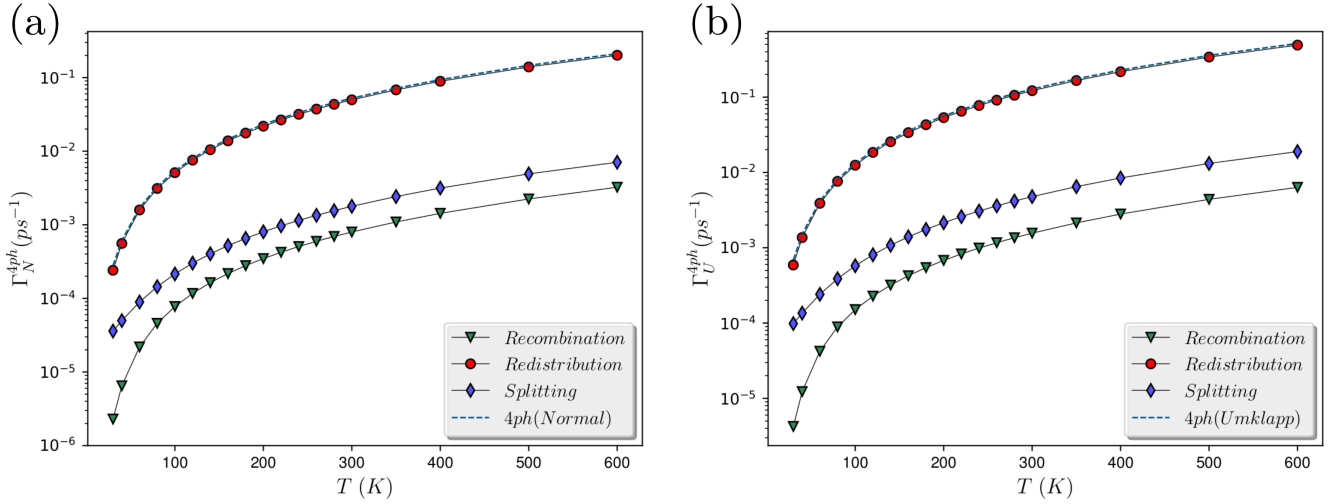 (a)
10⁻¹
10⁻²
10⁻³
10⁻⁴
10⁻⁵
10⁻⁶
Γ_N^{4ph}(ps⁻¹)
100 200 300 400 500 600
T (K)
Recombination
Redistribution
Splitting
4ph(Normal)
(b)
10⁻¹
10⁻²
10⁻³
10⁻⁴
10⁻⁵
Γ_U^{4ph}(ps⁻¹)
100 200 300 400 500 600
T (K)
Recombination
Redistribution
Splitting
4ph(Umklapp)